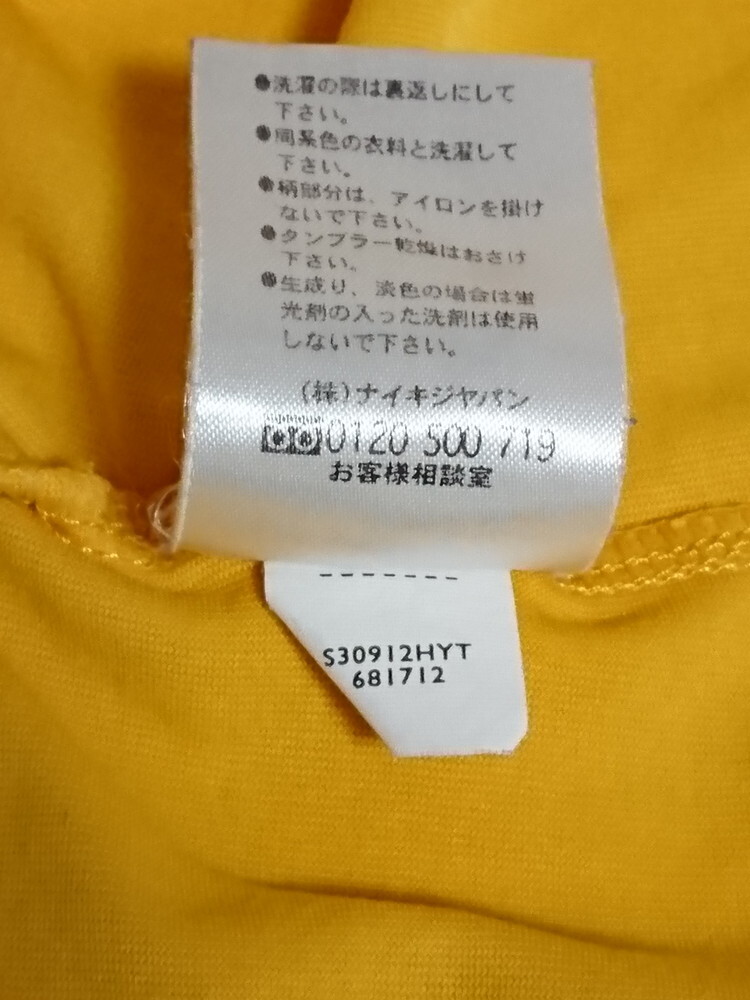 ●洗濯の際は裏返しにして
下さい。
●同系色の衣料と洗濯して
下さい。
●柄部分は、アイロンを掛け
ないで下さい。
●タンブラー乾燥はおさけ
下さい。
●生成り、淡色の場合は蛍
光剤の入った洗剤は使用
しないで下さい。
(株)ナイキジャパン
0120 500 719
お客様相談室
S30912HYT
681712